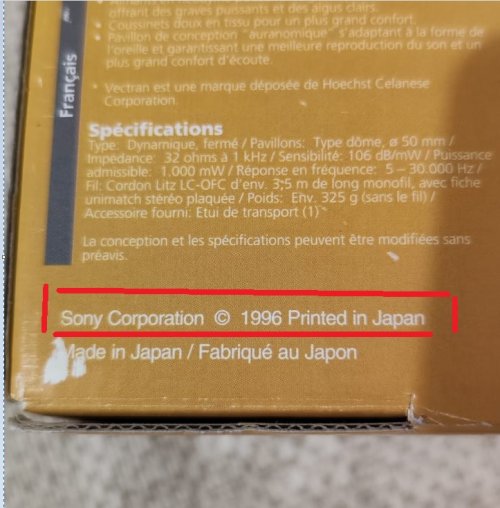 offrant des graves puissants et des aigus clairs.
• Coussinets doux en tissu pour un plus grand confort.
• Pavillon de conception "auranomique" s'adaptant à la forme de
l'oreille et garantissant une meilleure reproduction du son et un
plus grand confort d'écoute.
* Vectran est une marque déposée de Hoechst Celanese
Corporation.
Français
Spécifications
Type: Dynamique, fermé / Pavillons: Type dôme, ø 50 mm /
Impédance: 32 ohms à 1 kHz / Sensibilité: 106 dB/mW / Puissance
admissible: 1.000 mW / Réponse en fréquence: 5 – 30.000 Hz /
Fil: Cordon Litz LC-OFC d'env. 3,5 m de long monofil, avec fiche
unimatch stéréo plaquée / Poids: Env. 325 g (sans le fil) /
Accessoire fourni: Etui de transport (1)
La conception et les spécifications peuvent être modifiées sans
préavis.
Sony Corporation © 1996 Printed in Japan
Made in Japan / Fabriqué au Japon